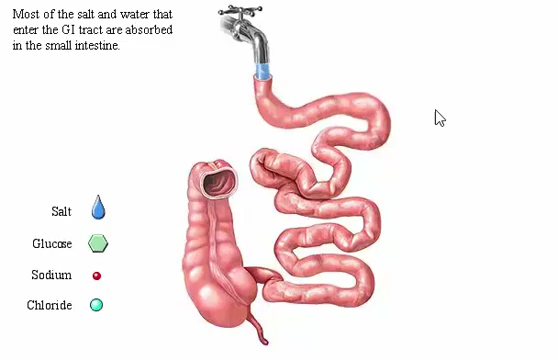 Most of the salt and water that
enter the GI tract are absorbed
in the small intestine.
Salt
Glucose
Sodium
Chloride